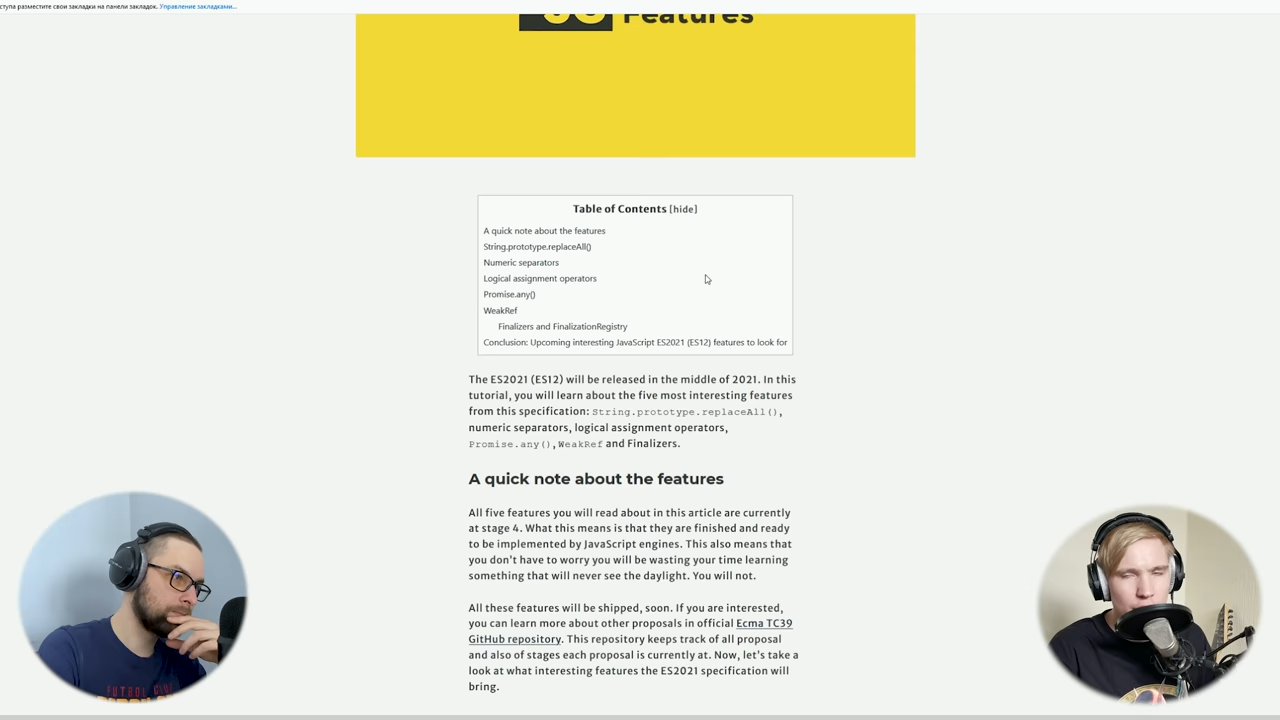 ступа разместите свои закладки на панели закладок. Управление закладками...
JS Features
Table of Contents [hide]
A quick note about the features
String.prototype.replaceAll()
Numeric separators
Logical assignment operators
Promise.any()
WeakRef
Finalizers and FinalizationRegistry
Conclusion: Upcoming interesting JavaScript ES2021 (ES12) features to look for
The ES2021 (ES12) will be released in the middle of 2021. In this
tutorial, you will learn about the five most interesting features
from this specification: String.prototype.replaceAll(),
numeric separators, logical assignment operators,
Promise.any(), WeakRef and Finalizers.
A quick note about the features
All five features you will read about in this article are currently
at stage 4. What this means is that they are finished and ready
to be implemented by JavaScript engines. This also means that
you don't have to worry you will be wasting your time learning
something that will never see the daylight. You will not.
All these features will be shipped, soon. If you are interested,
you can learn more about other proposals in official Ecma TC39
GitHub repository. This repository keeps track of all proposal
and also of stages each proposal is currently at. Now, let's take a
look at what interesting features the ES2021 specification will
bring.
FUTBOL CLUB